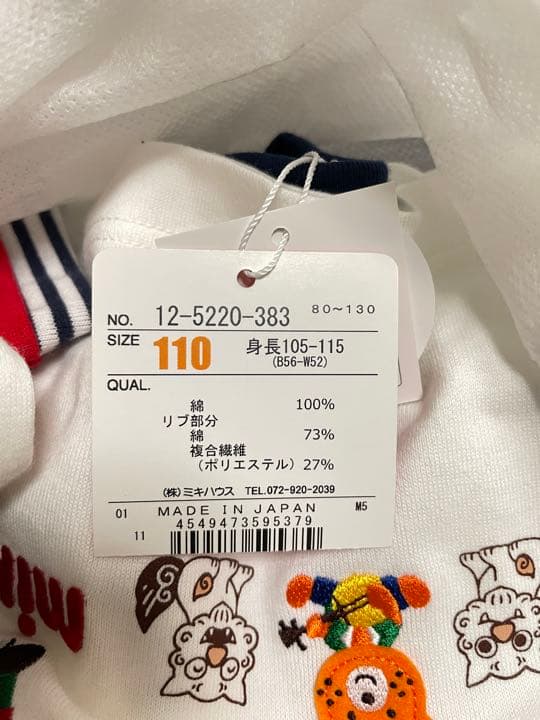 NO. 12-5220-383 80～130
SIZE 110 身長105-115
(B56-W52)
QUAL.
綿 100%
リブ部分
綿 73%
複合繊維
(ポリエステル) 27%
(株)ミキハウス TEL.072-920-2039
01 MADE IN JAPAN M5
4549473595379
11
mi